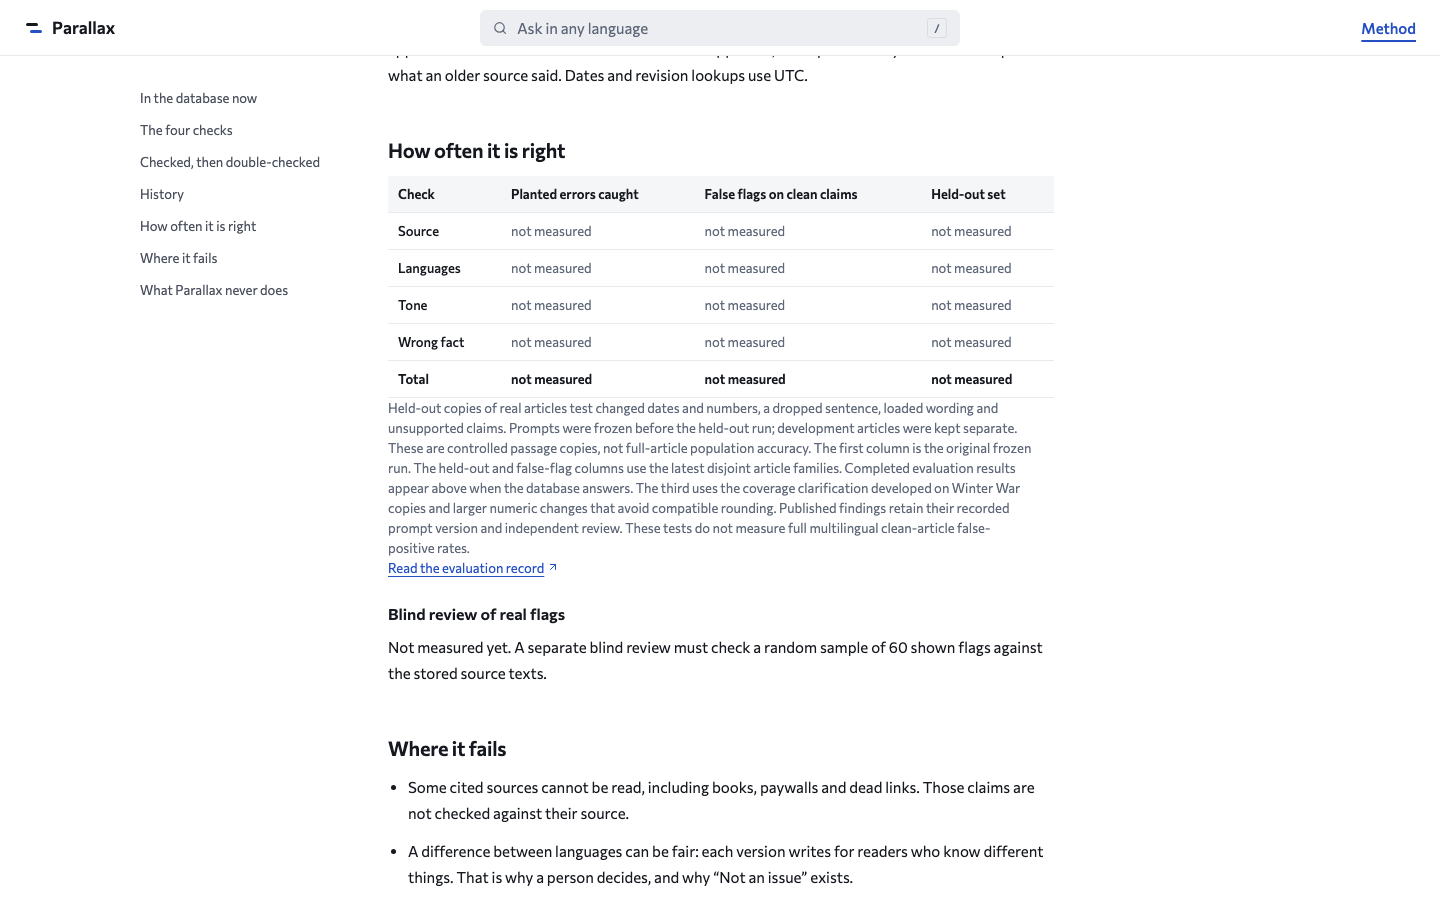 Parallax
Ask in any language
/
Method
what an older source said. Dates and revision lookups use UTC.
In the database now
The four checks
Checked, then double-checked
History
How often it is right
Where it fails
What Parallax never does
How often it is right
Check Planted errors caught False flags on clean claims Held-out set
Source not measured not measured not measured
Languages not measured not measured not measured
Tone not measured not measured not measured
Wrong fact not measured not measured not measured
Total not measured not measured not measured
Held-out copies of real articles test changed dates and numbers, a dropped sentence, loaded wording and
unsupported claims. Prompts were frozen before the held-out run; development articles were kept separate.
These are controlled passage copies, not full-article population accuracy. The first column is the original frozen
run. The held-out and false-flag columns use the latest disjoint article families. Completed evaluation results
appear above when the database answers. The third uses the coverage clarification developed on Winter War
copies and larger numeric changes that avoid compatible rounding. Published findings retain their recorded
prompt version and independent review. These tests do not measure full multilingual clean-article false-
positive rates.
Read the evaluation record
Blind review of real flags
Not measured yet. A separate blind review must check a random sample of 60 shown flags against
the stored source texts.
Where it fails
• Some cited sources cannot be read, including books, paywalls and dead links. Those claims are
not checked against their source.
• A difference between languages can be fair: each version writes for readers who know different
things. That is why a person decides, and why “Not an issue” exists.